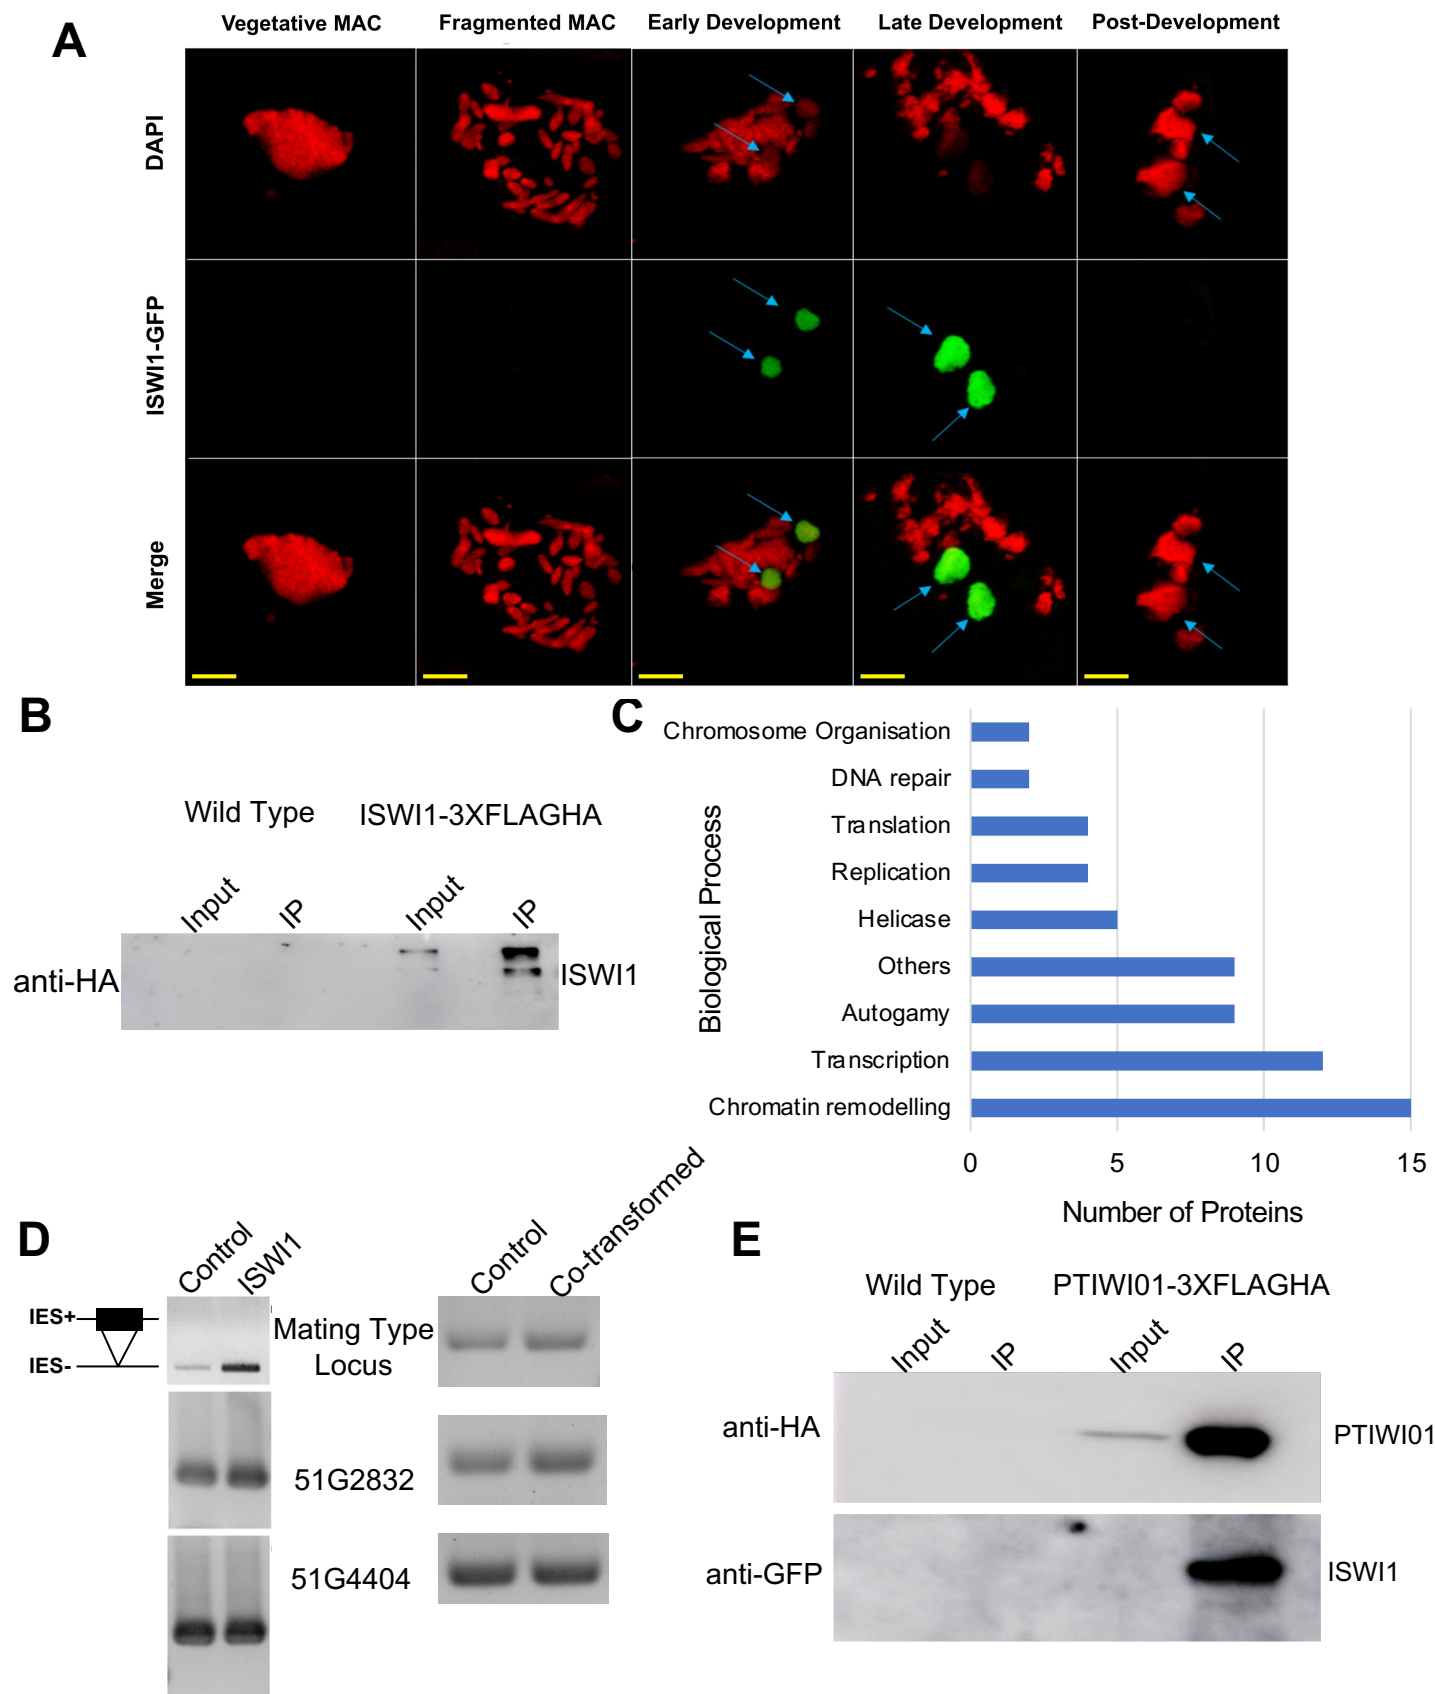 A
Vegetative MAC
Fragmented MAC
Early Development
Late Development
Post-Development
DAPI
ISWI1-GFP
Merge
B
Wild Type
ISWI1-3XFLAGHA
Input
IP
Input
IP
anti-HA
ISWI1
C
Biological Process
Chromosome Organisation
DNA repair
Translation
Replication
Helicase
Others
Autogamy
Transcription
Chromatin remodelling
0
5
10
15
Number of Proteins
D
Control
ISWI1
Control
Co-transformed
IES+
IES-
Mating Type
Locus
51G2832
51G4404
E
Wild Type
PTIWI01-3XFLAGHA
Input
IP
Input
IP
anti-HA
PTIWI01
anti-GFP
ISWI1